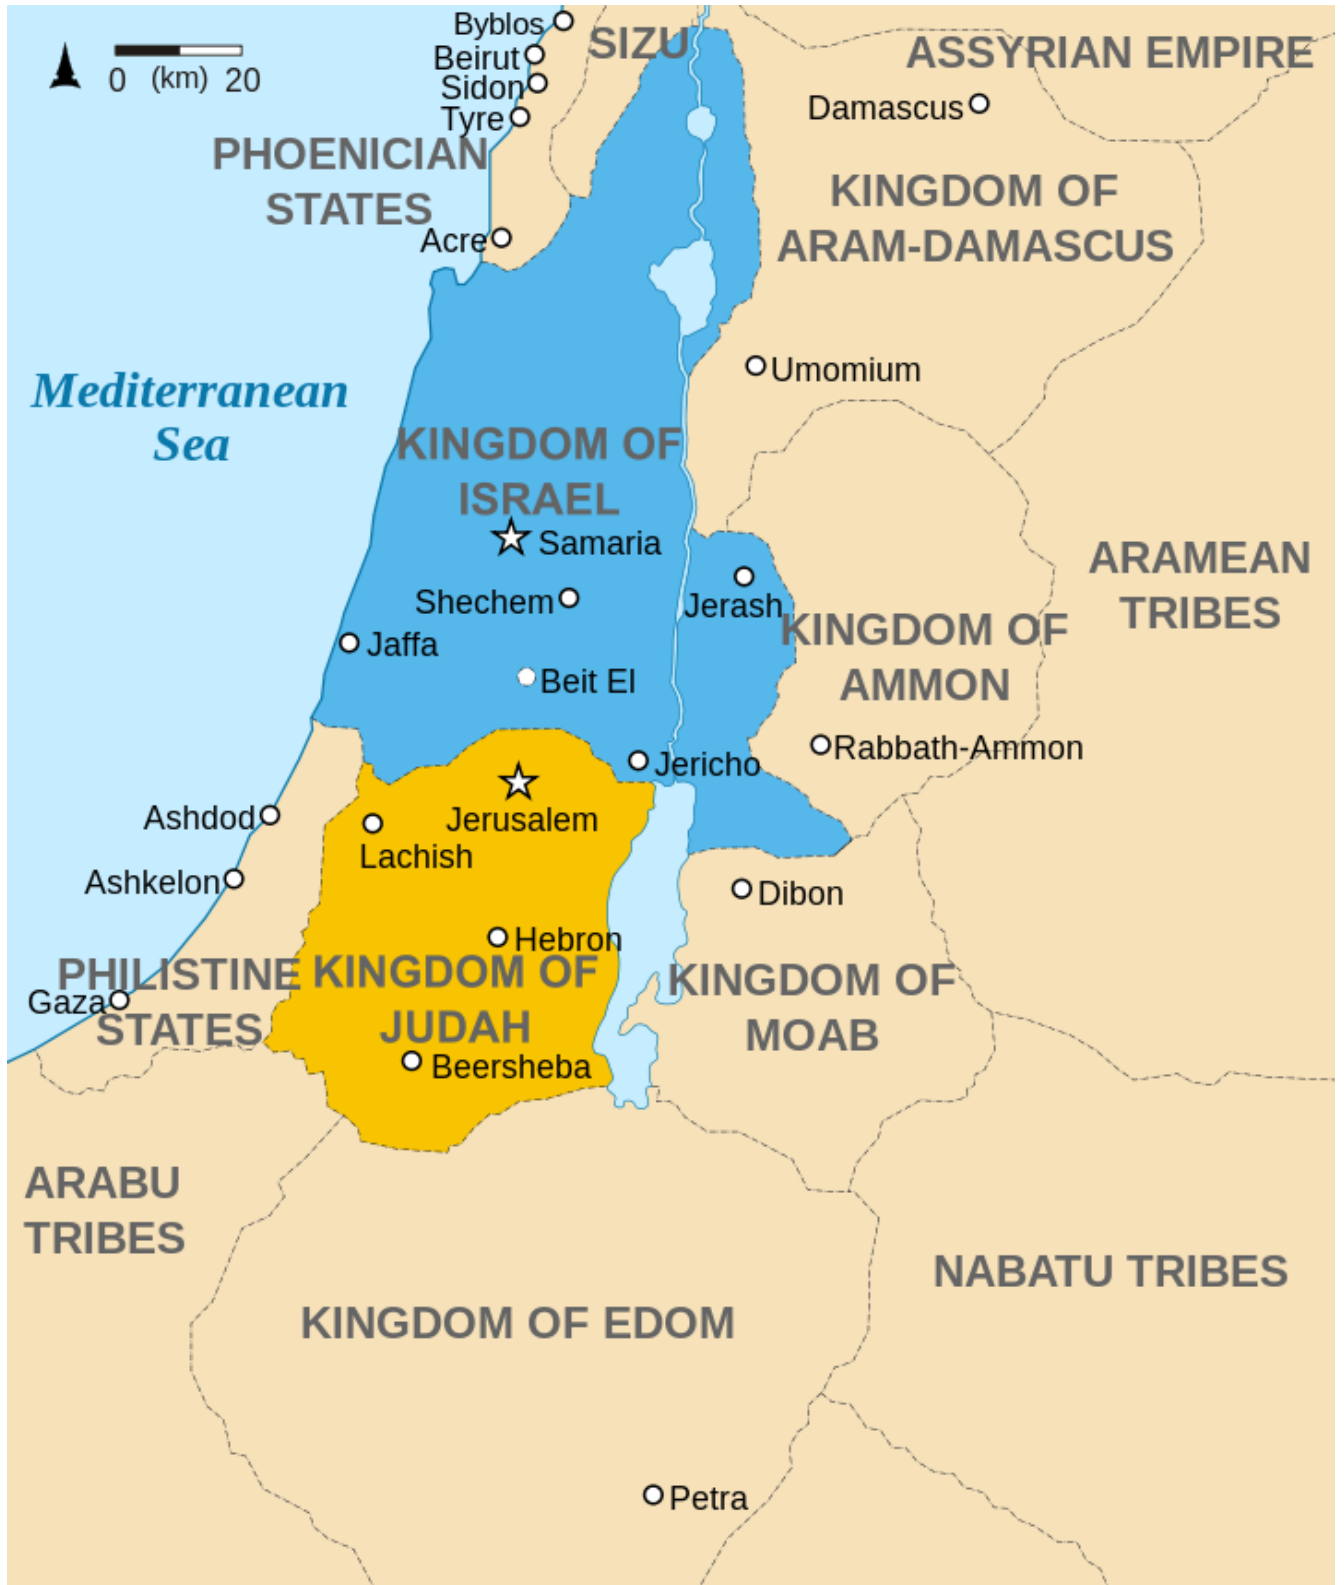 Byblos
SIZU
ASSYRIAN EMPIRE
Beirut
0 (km) 20
Sidon
Damascus
Tyre
PHOENICIAN
STATES
KINGDOM OF
ARAM-DAMASCUS
Acre
Umomium
Mediterranean
Sea
KINGDOM OF
ISRAEL
Samaria
ARAMEAN
TRIBES
Shechem
Jerash
KINGDOM OF
AMMON
Jaffa
Beit El
Rabbath-Ammon
Jericho
Ashdod
Jerusalem
Lachish
Ashkelon
Dibon
Hebron
PHILISTINE
STATES
KINGDOM OF
JUDAH
KINGDOM OF
MOAB
Gaza
Beersheba
ARABU
TRIBES
NABATU TRIBES
KINGDOM OF EDOM
Petra